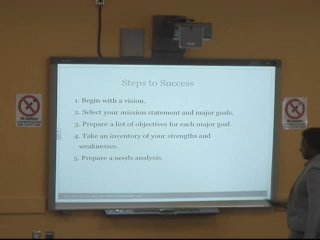 Steps to Success
1. Begin with a vision.
2. Select your mission statement and major goals.
3. Prepare a list of objectives for each major goal.
4. Take an inventory of your strengths and
weaknesses.
5. Prepare a needs analysis.